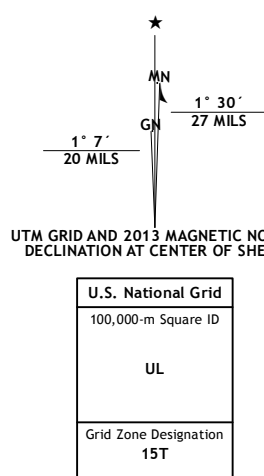 ★
MN
1° 30´
27 MILS
GN
1° 7´
20 MILS
UTM GRID AND 2013 MAGNETIC NO
DECLINATION AT CENTER OF SHE
U.S. National Grid
100,000-m Square ID
UL
Grid Zone Designation
15T